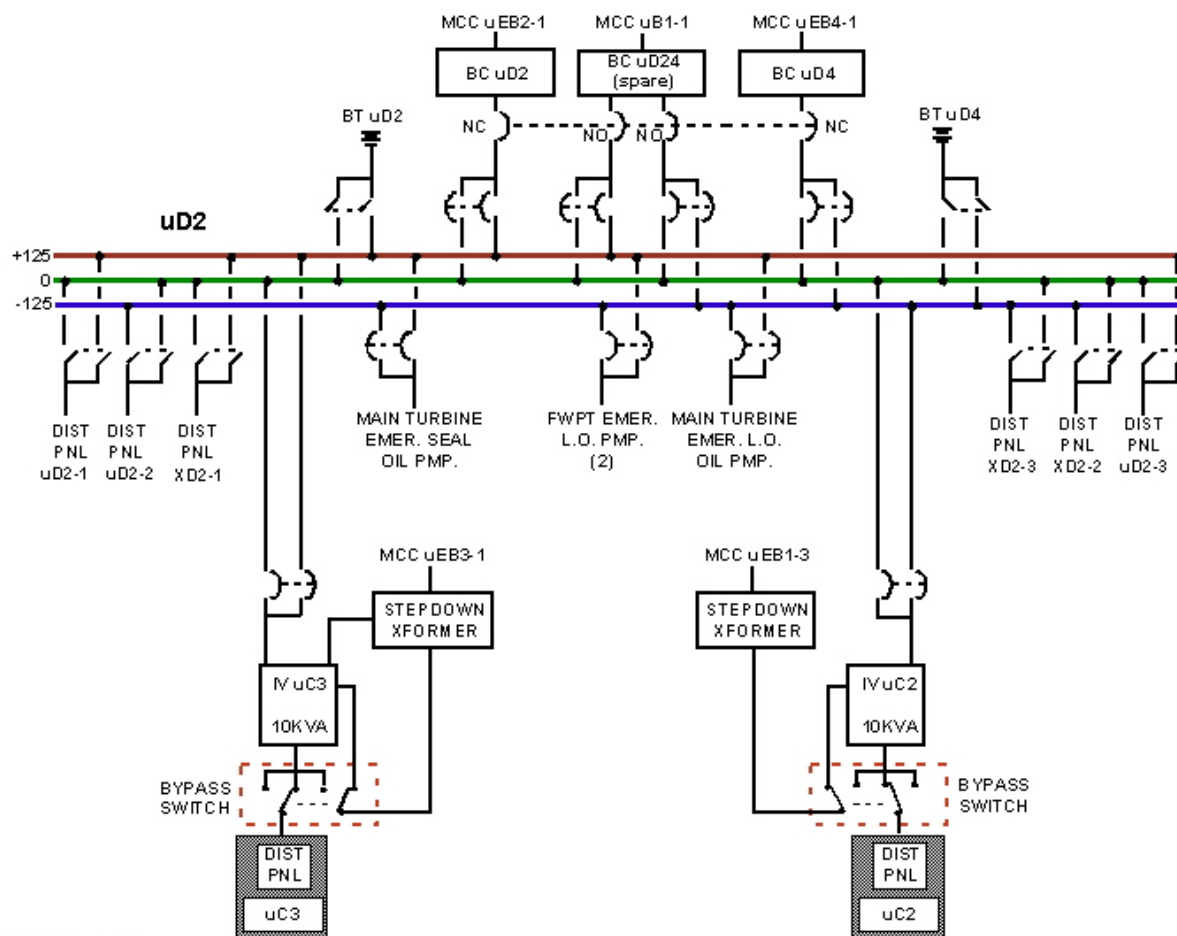 MCC uEB2-1
MCC uB1-1
MCC uEB4-1
BC uD2
BC uD24
(spare)
BC uD4
BT uD2
NC
NO
NO
NC
BT uD4
uD2
+125
0
-125
DIST
PNL
uD2-1
DIST
PNL
uD2-2
DIST
PNL
XD2-1
MAIN TURBINE
EMER. SEAL
OIL PMP.
FWPT EMER.
L.O. PMP.
(2)
MAIN TURBINE
EMER. L.O.
OIL PMP.
DIST
PNL
XD2-3
DIST
PNL
XD2-2
DIST
PNL
uD2-3
MCC uEB3-1
MCC uEB1-3
STEPDOWN
XFORMER
STEPDOWN
XFORMER
IV uC3
10KVA
IV uC2
10KVA
BYPASS
SWITCH
BYPASS
SWITCH
DIST
PNL
uC3
DIST
PNL
uC2